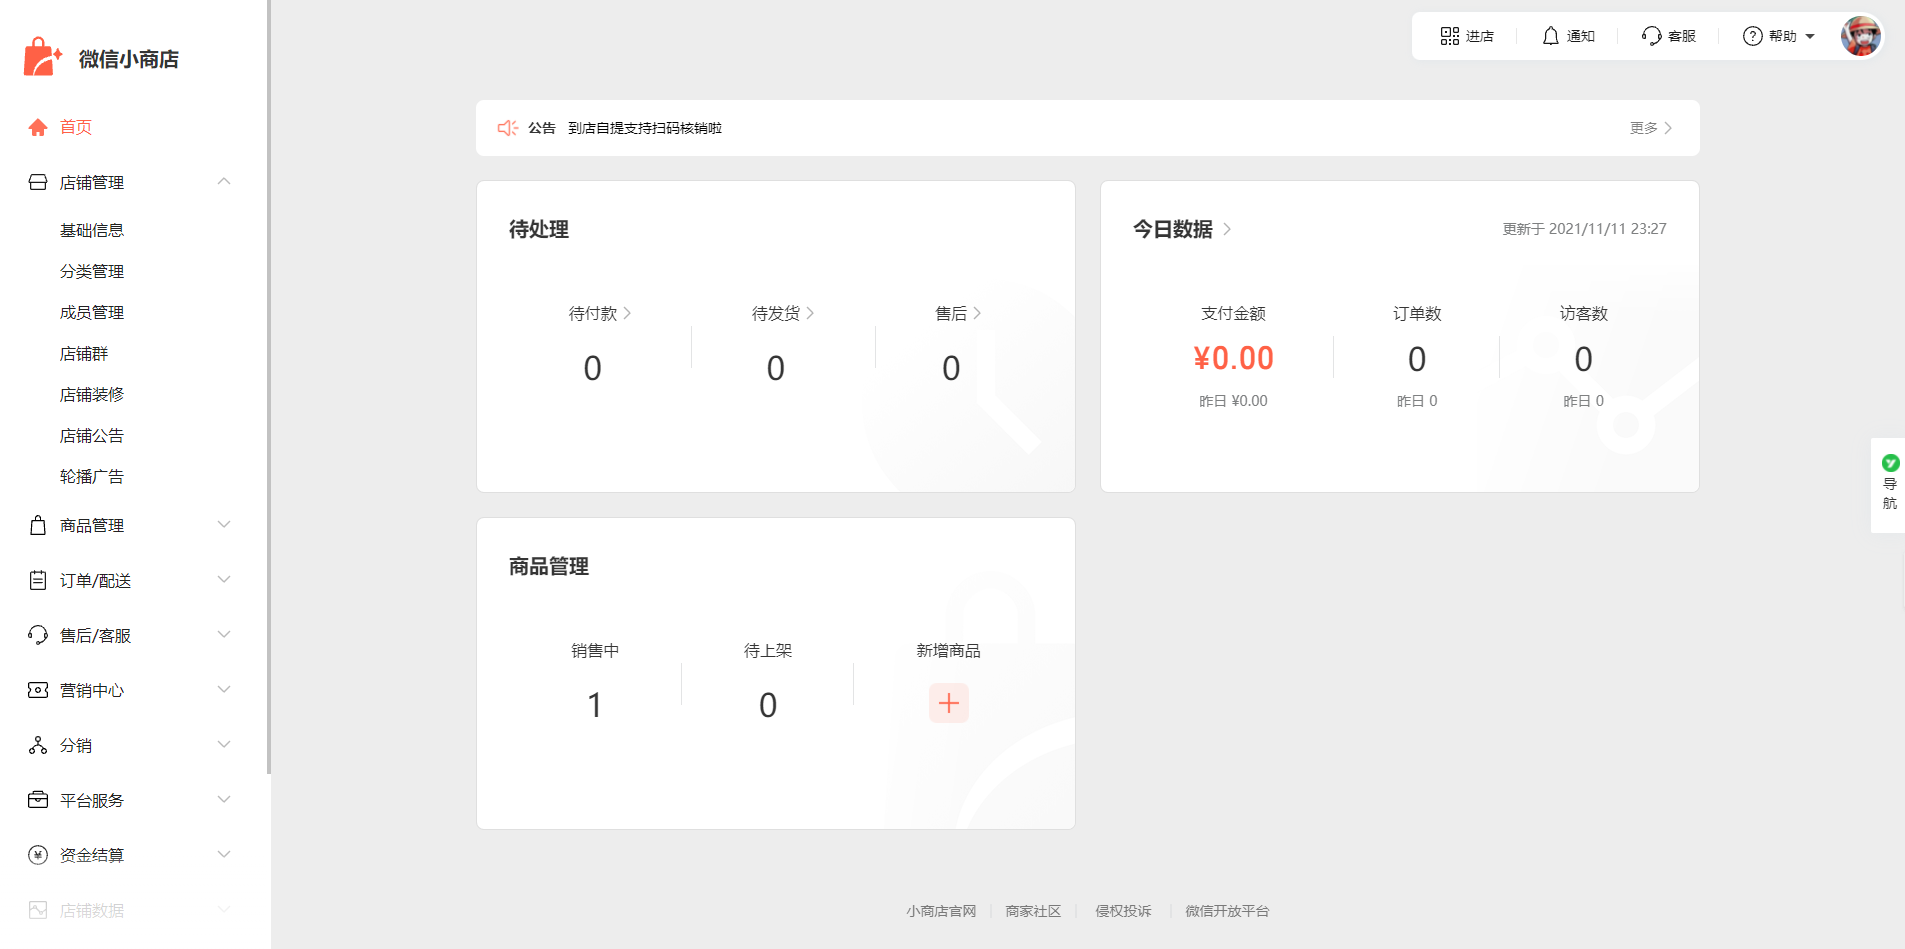 微信小商店
首页
店铺管理
基础信息
分类管理
成员管理
店铺群
店铺装修
店铺公告
轮播广告
商品管理
订单/配送
售后/客服
营销中心
分销
平台服务
资金结算
店铺数据
进店 通知 客服 帮助
公告 到店自提支持扫码核销啦 更多
待处理
待付款 待发货 售后
0 0 0
今日数据 更新于 2021/11/11 23:27
支付金额 订单数 访客数
¥0.00 0 0
昨日 ¥0.00 昨日 0 昨日 0
商品管理
销售中 待上架 新增商品
1 0
导
航
小商店官网 商家社区 侵权投诉 微信开放平台